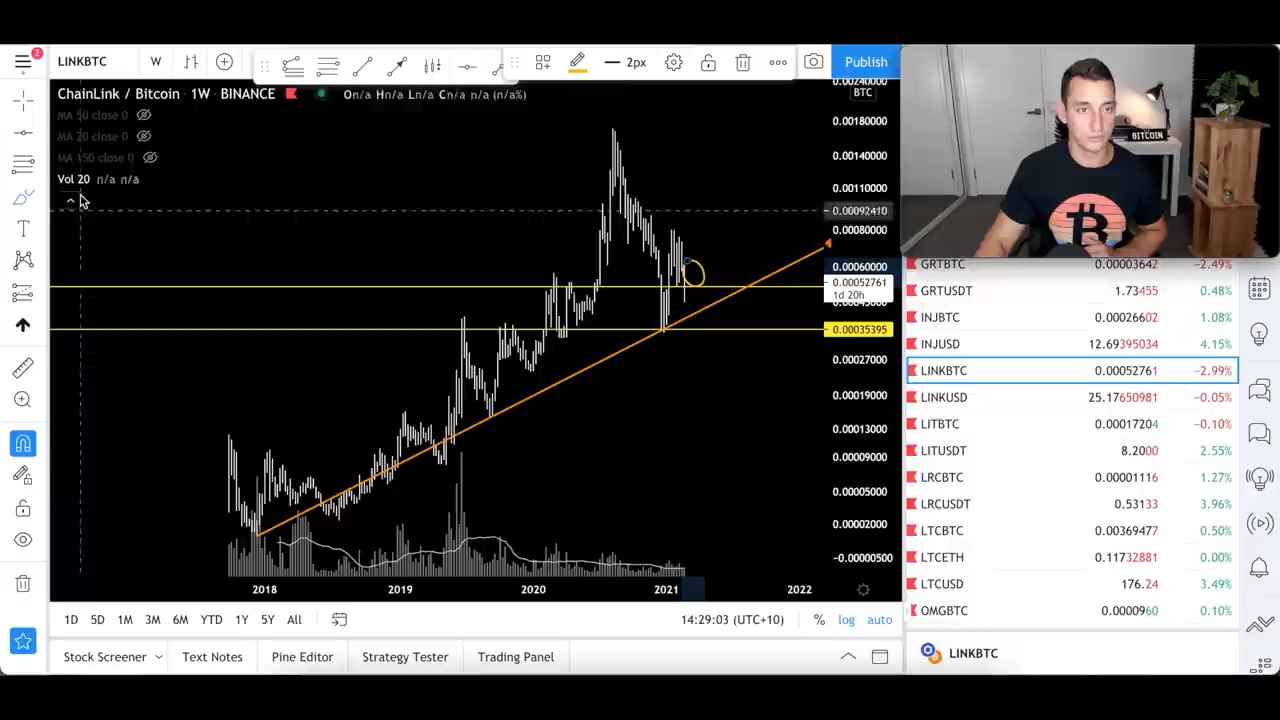 2
LINKBTC W 2px Publish
ChainLink / Bitcoin · 1W · BINANCE On/a Hn/a Ln/a Cn/a n/a (n/a%)
BTC
MA 50 close 0
MA 20 close 0
MA 150 close 0
Vol 20 n/a n/a
0.00180000
0.00140000
0.00110000
0.00092410
0.00080000
0.00060000
0.00052761
1d 20h
0.00035395
0.00027000
0.00019000
0.00013000
0.00009000
0.00005000
0.00002000
−0.00000500
2018 2019 2020 2021 2022
1D 5D 1M 3M 6M YTD 1Y 5Y All 14:29:03 (UTC+10) % log auto
Stock Screener Text Notes Pine Editor Strategy Tester Trading Panel
BITCOIN
GRTBTC 0.00003642 −2.49%
GRTUSDT 1.73455 0.48%
INJBTC 0.00026602 1.08%
INJUSD 12.69395034 4.15%
LINKBTC 0.00052761 −2.99%
LINKUSD 25.17650981 −0.05%
LITBTC 0.00017204 −0.10%
LITUSDT 8.2000 2.55%
LRCBTC 0.00001116 1.27%
LRCUSDT 0.53133 3.96%
LTCBTC 0.00369477 0.50%
LTCETH 0.11732881 0.00%
LTCUSD 176.24 3.49%
OMGBTC 0.0000960 0.10%
LINKBTC